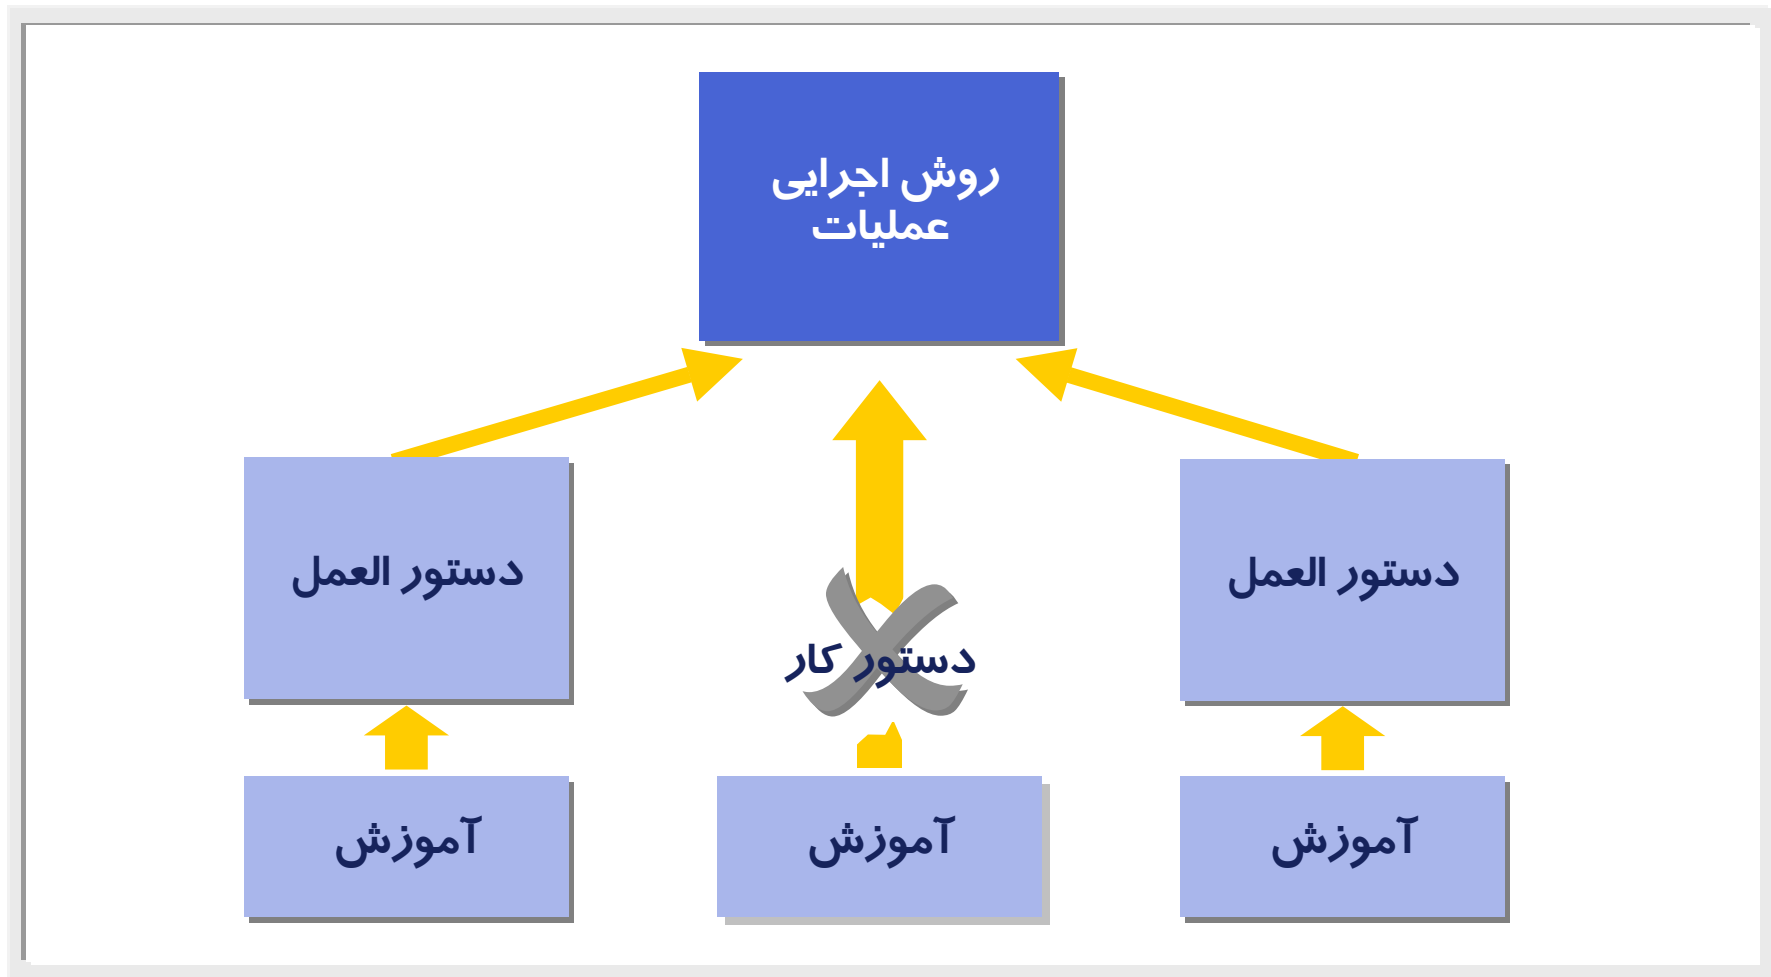 روش اجرایی
عملیات
دستور العمل
دستور العمل
دستور کار
آموزش
آموزش
آموزش